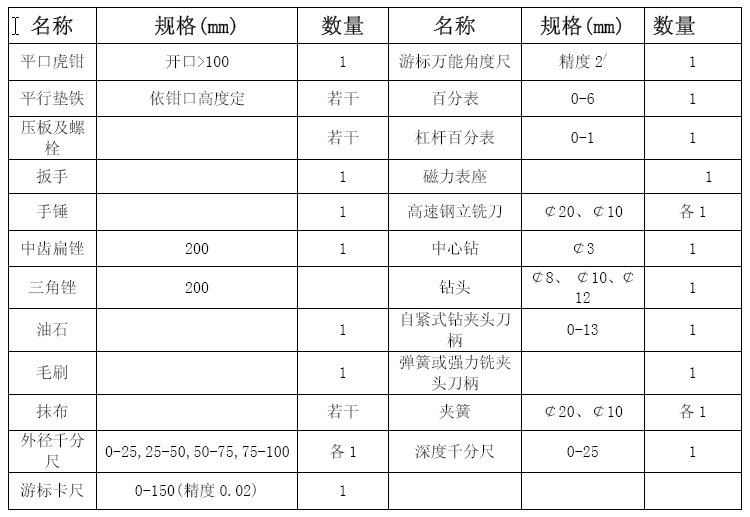 名称 规格(mm) 数量 名称 规格(mm) 数量
平口虎钳 开口>100 1 游标万能角度尺 精度2/ 1
平行垫铁 依钳口高度定 若干 百分表 0-6 1
压板及螺栓 若干 杠杆百分表 0-1 1
扳手 1 磁力表座 1
手锤 1 高速钢立铣刀 ￠20、￠10 各1
中齿扁锉 200 1 中心钻 ￠3 1
三角锉 200 钻头 ￠8、 ￠10、￠12 1
油石 1 自紧式钻夹头刀柄 0-13 1
毛刷 1 弹簧或强力铣夹头刀柄 1
抹布 若干 夹簧 ￠20、￠10 各1
外径千分尺 0-25,25-50,50-75,75-100 各1 深度千分尺 0-25 1
游标卡尺 0-150(精度0.02) 1